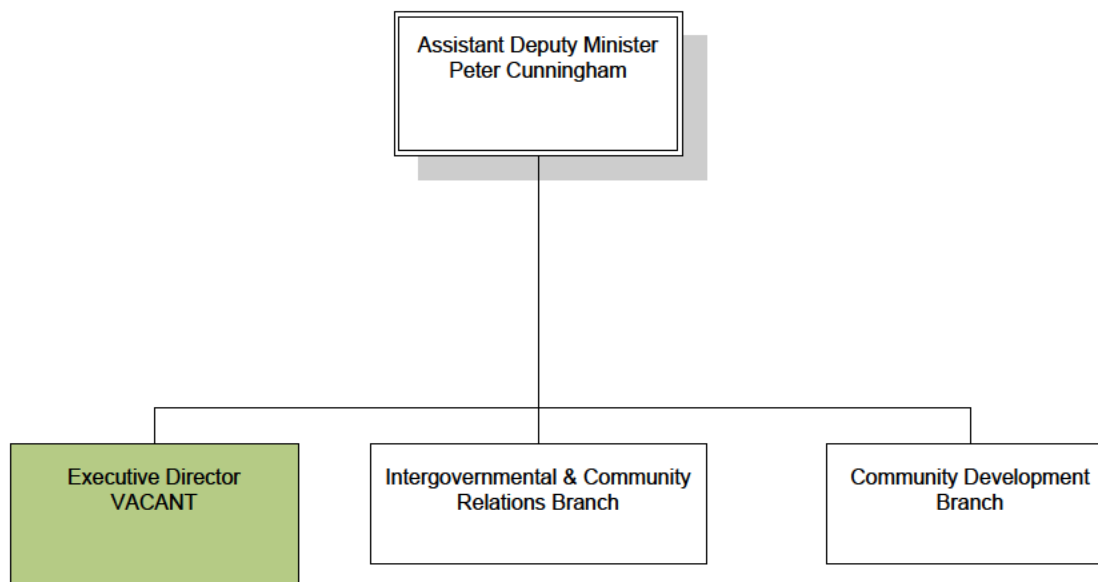 Assistant Deputy Minister
Peter Cunningham
Executive Director
VACANT
Intergovernmental & Community
Relations Branch
Community Development
Branch